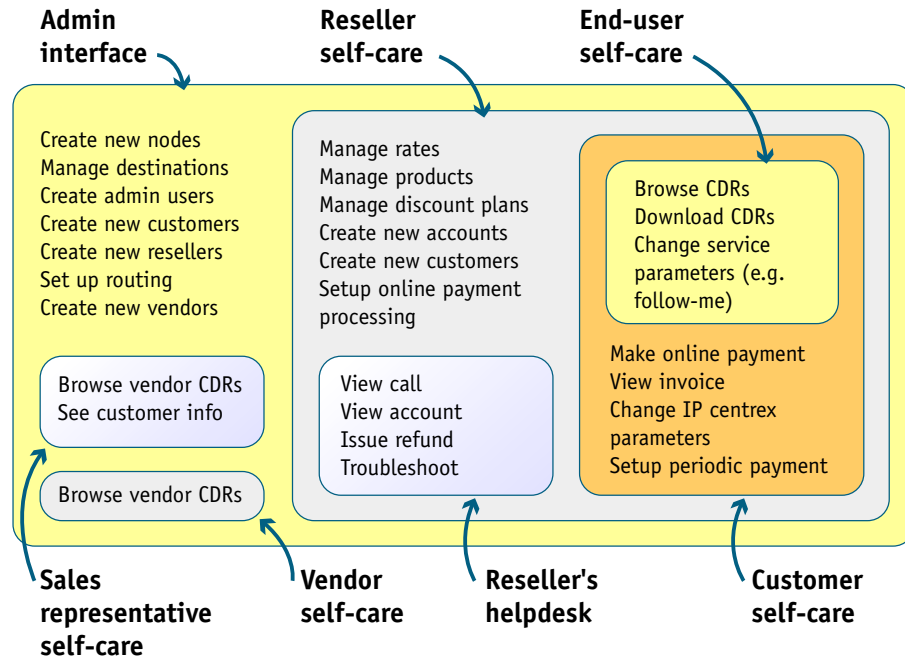 Admin
interface
Reseller
self-care
End-user
self-care
Create new nodes
Manage destinations
Create admin users
Create new customers
Create new resellers
Set up routing
Create new vendors
Manage rates
Manage products
Manage discount plans
Create new accounts
Create new customers
Setup online payment
processing
Browse CDRs
Download CDRs
Change service
parameters (e.g.
follow-me)
Browse vendor CDRs
See customer info
View call
View account
Issue refund
Troubleshoot
Make online payment
View invoice
Change IP centrex
parameters
Setup periodic payment
Browse vendor CDRs
Sales
representative
self-care
Vendor
self-care
Reseller's
helpdesk
Customer
self-care